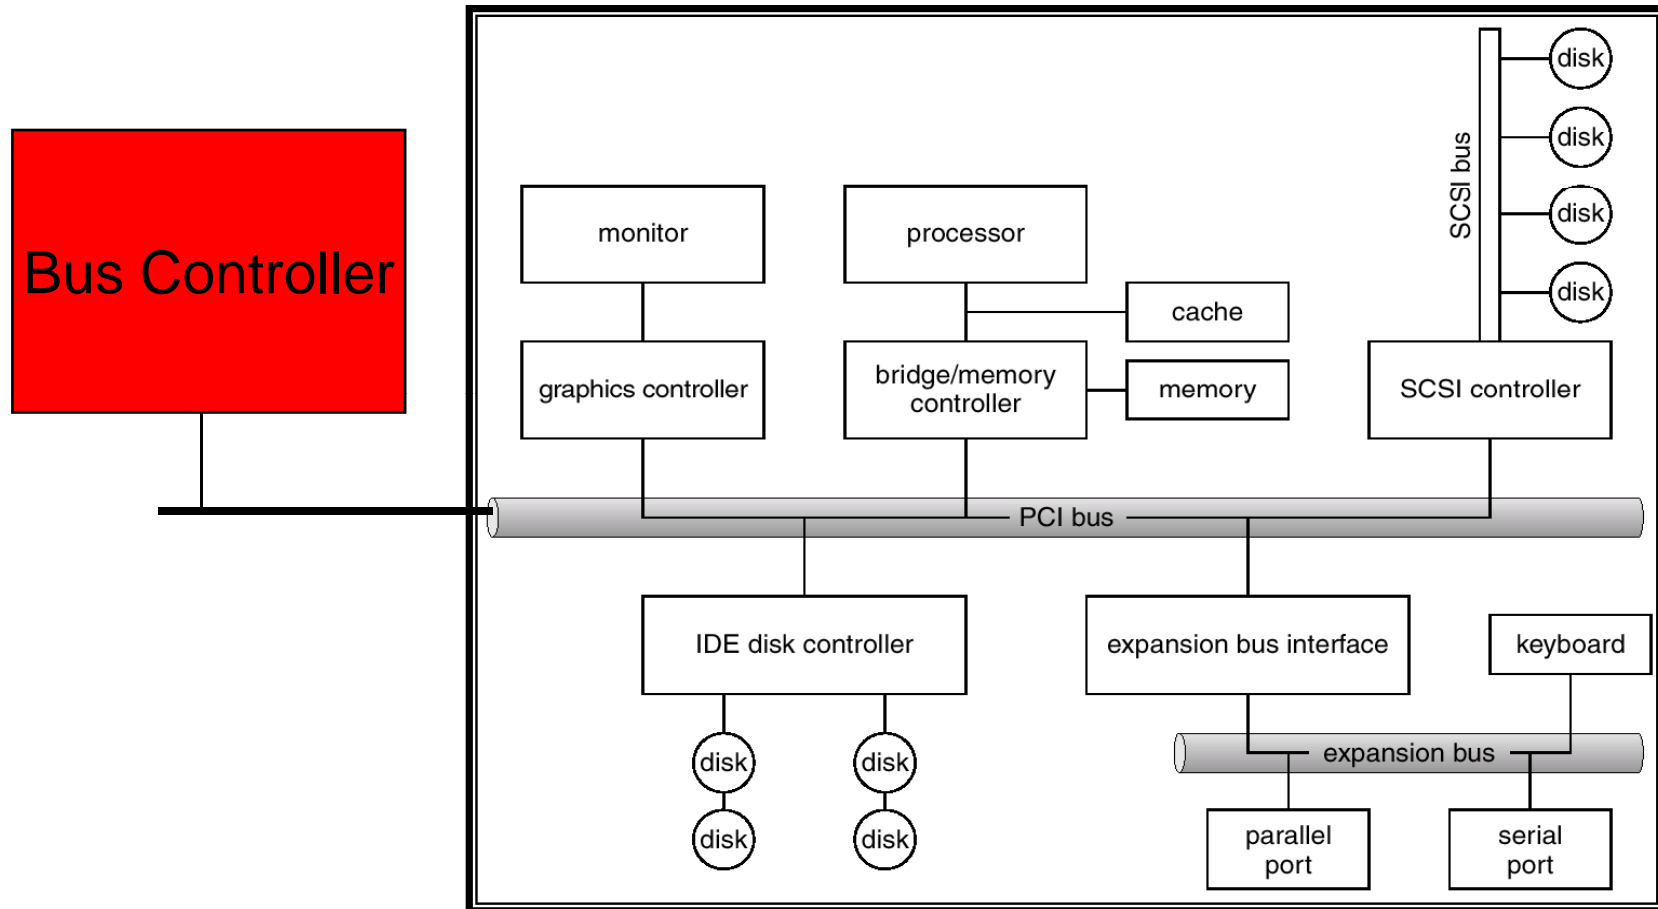 Bus Controller
disk
disk
disk
disk
SCSI bus
monitor
processor
cache
graphics controller
bridge/memory
controller
memory
SCSI controller
PCI bus
IDE disk controller
expansion bus interface
keyboard
disk
disk
expansion bus
disk
disk
parallel
port
serial
port